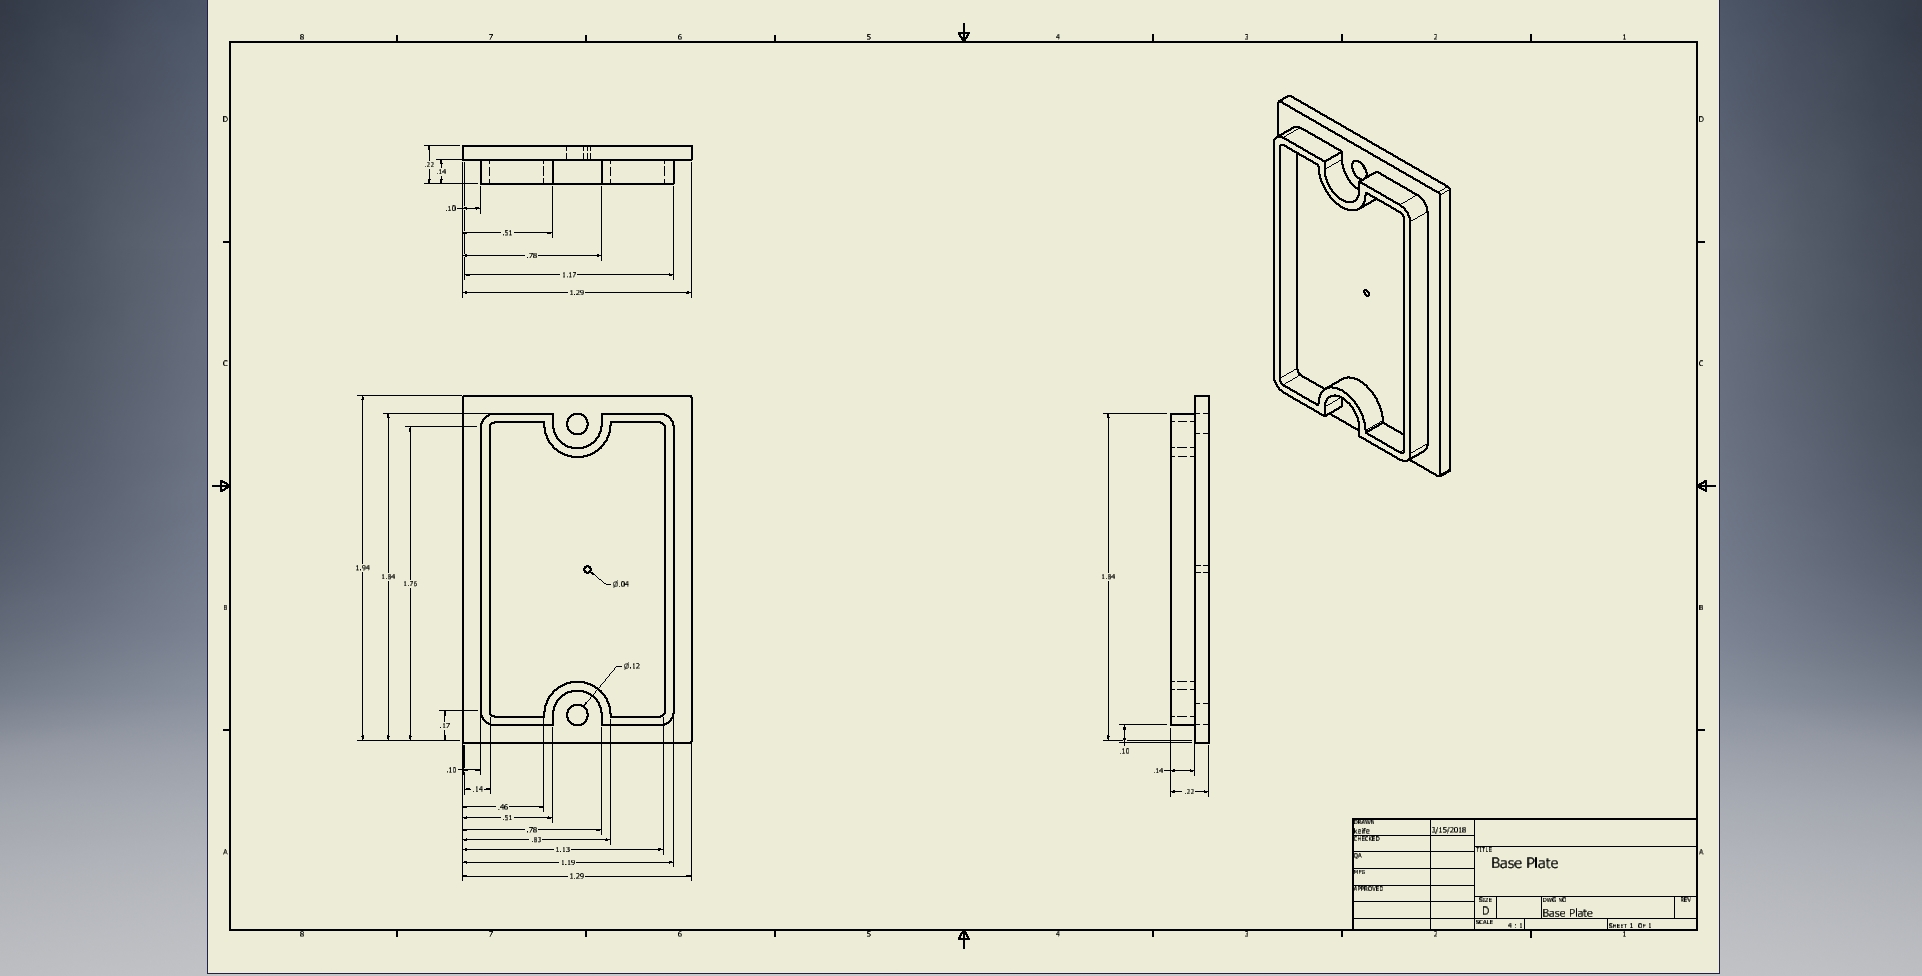 8 7 6 5 4 3 2 1
D D
.22
.14
.10
.51
.78
1.17
1.29
C C
1.94
1.84
1.76
Ø.04
1.84
B B
Ø.12
.17
.10
.10
.14
.14
.22
.46
.51
.78
.83
1.13
1.19
1.29
A A
DRAWN
keife 3/15/2018
CHECKED
QA
MFG
APPROVED
TITLE
Base Plate
SIZE
D
DWG NO
Base Plate
REV
SCALE
4 : 1
SHEET 1 OF 1
8 7 6 5 4 3 2 1